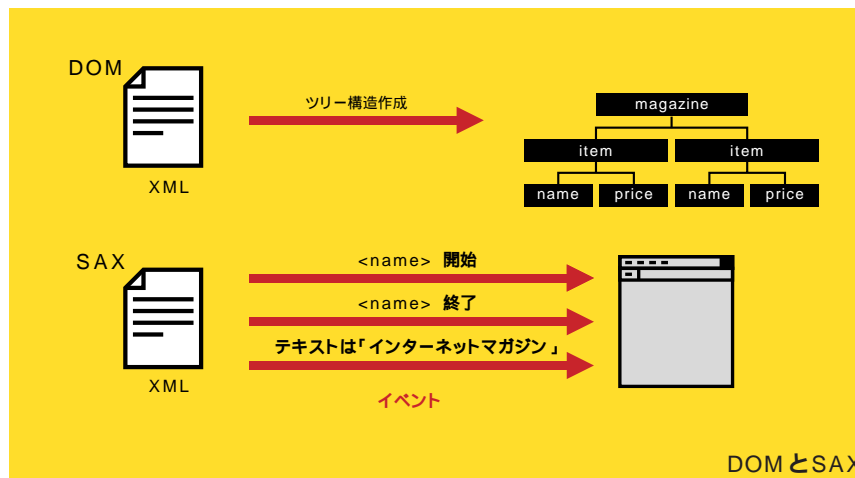 DOM
ツリー構造作成
XML
magazine
item item
name price name price
SAX
<name> 開始
<name> 終了
テキストは「インターネットマガジン」
XML
イベント
DOMとSAX